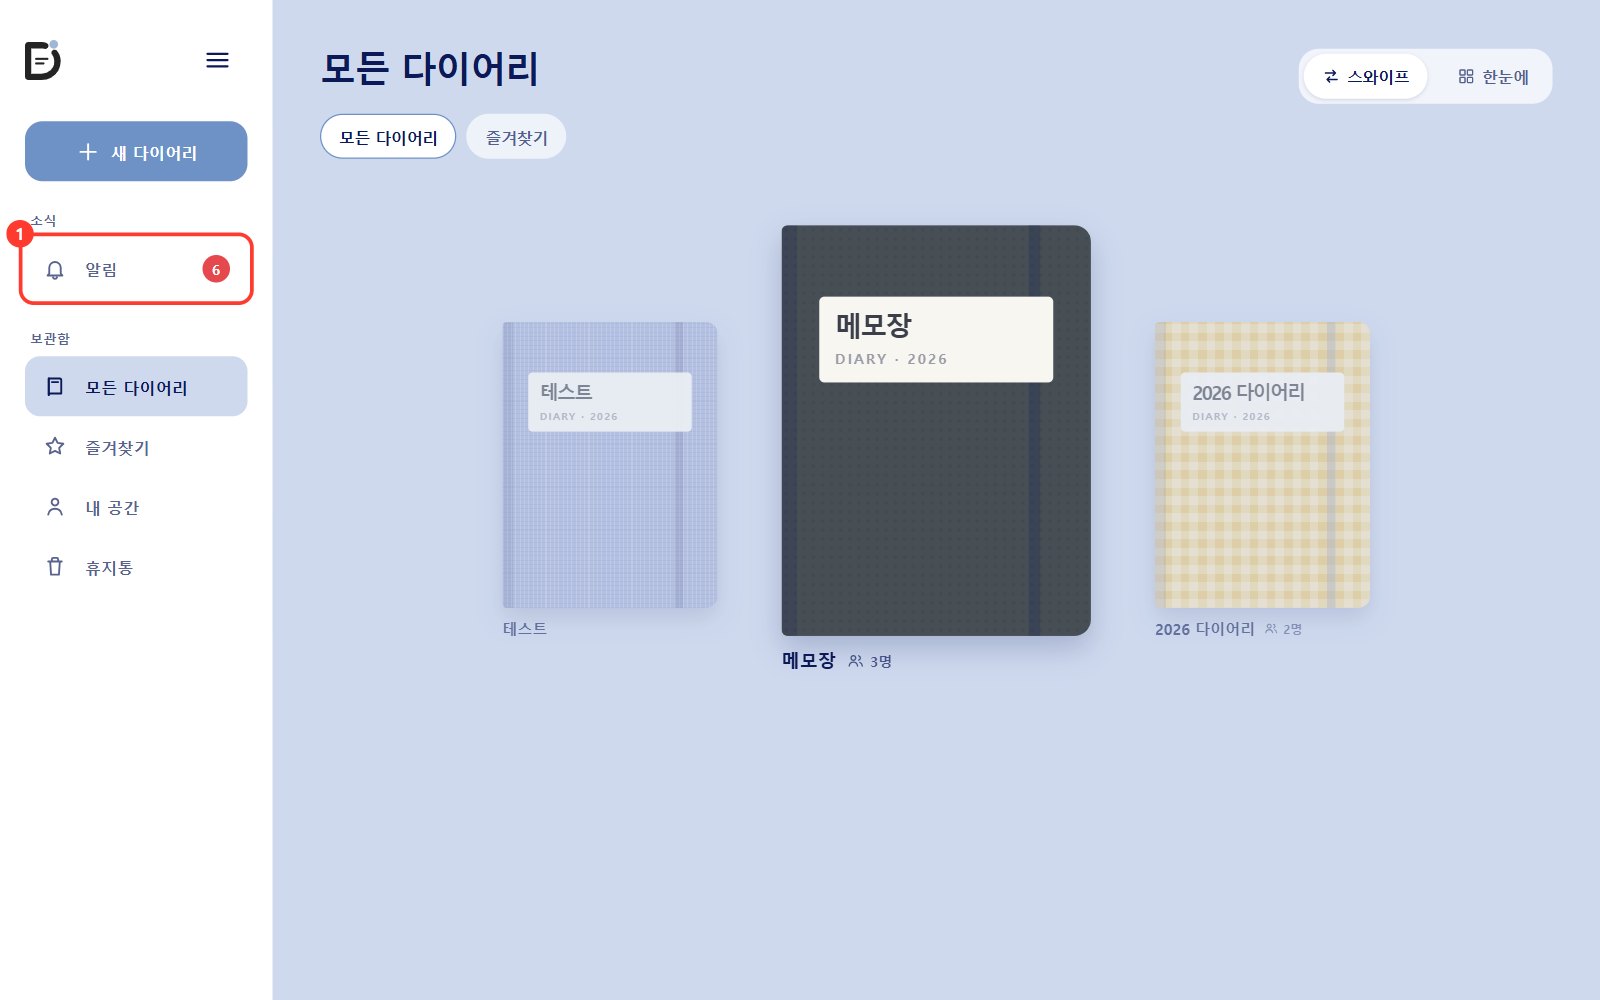 새 다이어리
소식
1
알림
6
보관함
모든 다이어리
즐겨찾기
내 공간
휴지통
모든 다이어리
스와이프
한눈에
모든 다이어리
즐겨찾기
테스트
DIARY · 2026
테스트
메모장
DIARY · 2026
메모장
3명
2026 다이어리
DIARY · 2026
2026 다이어리
2명